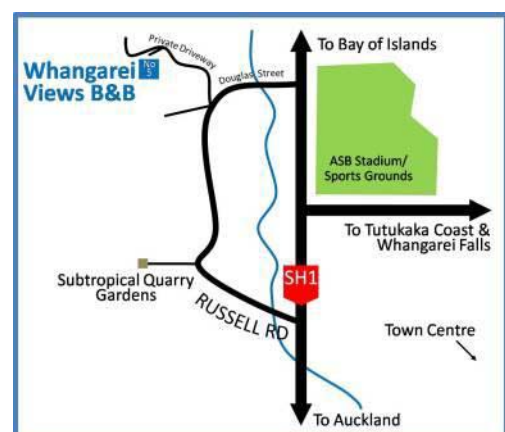 Private Driveway
Whangarei
Views B&B
No
5
Douglas Street
To Bay of Islands
ASB Stadium/
Sports Grounds
To Tutukaka Coast &
Whangarei Falls
SH1
Subtropical Quarry
Gardens
RUSSELL RD
Town Centre
To Auckland